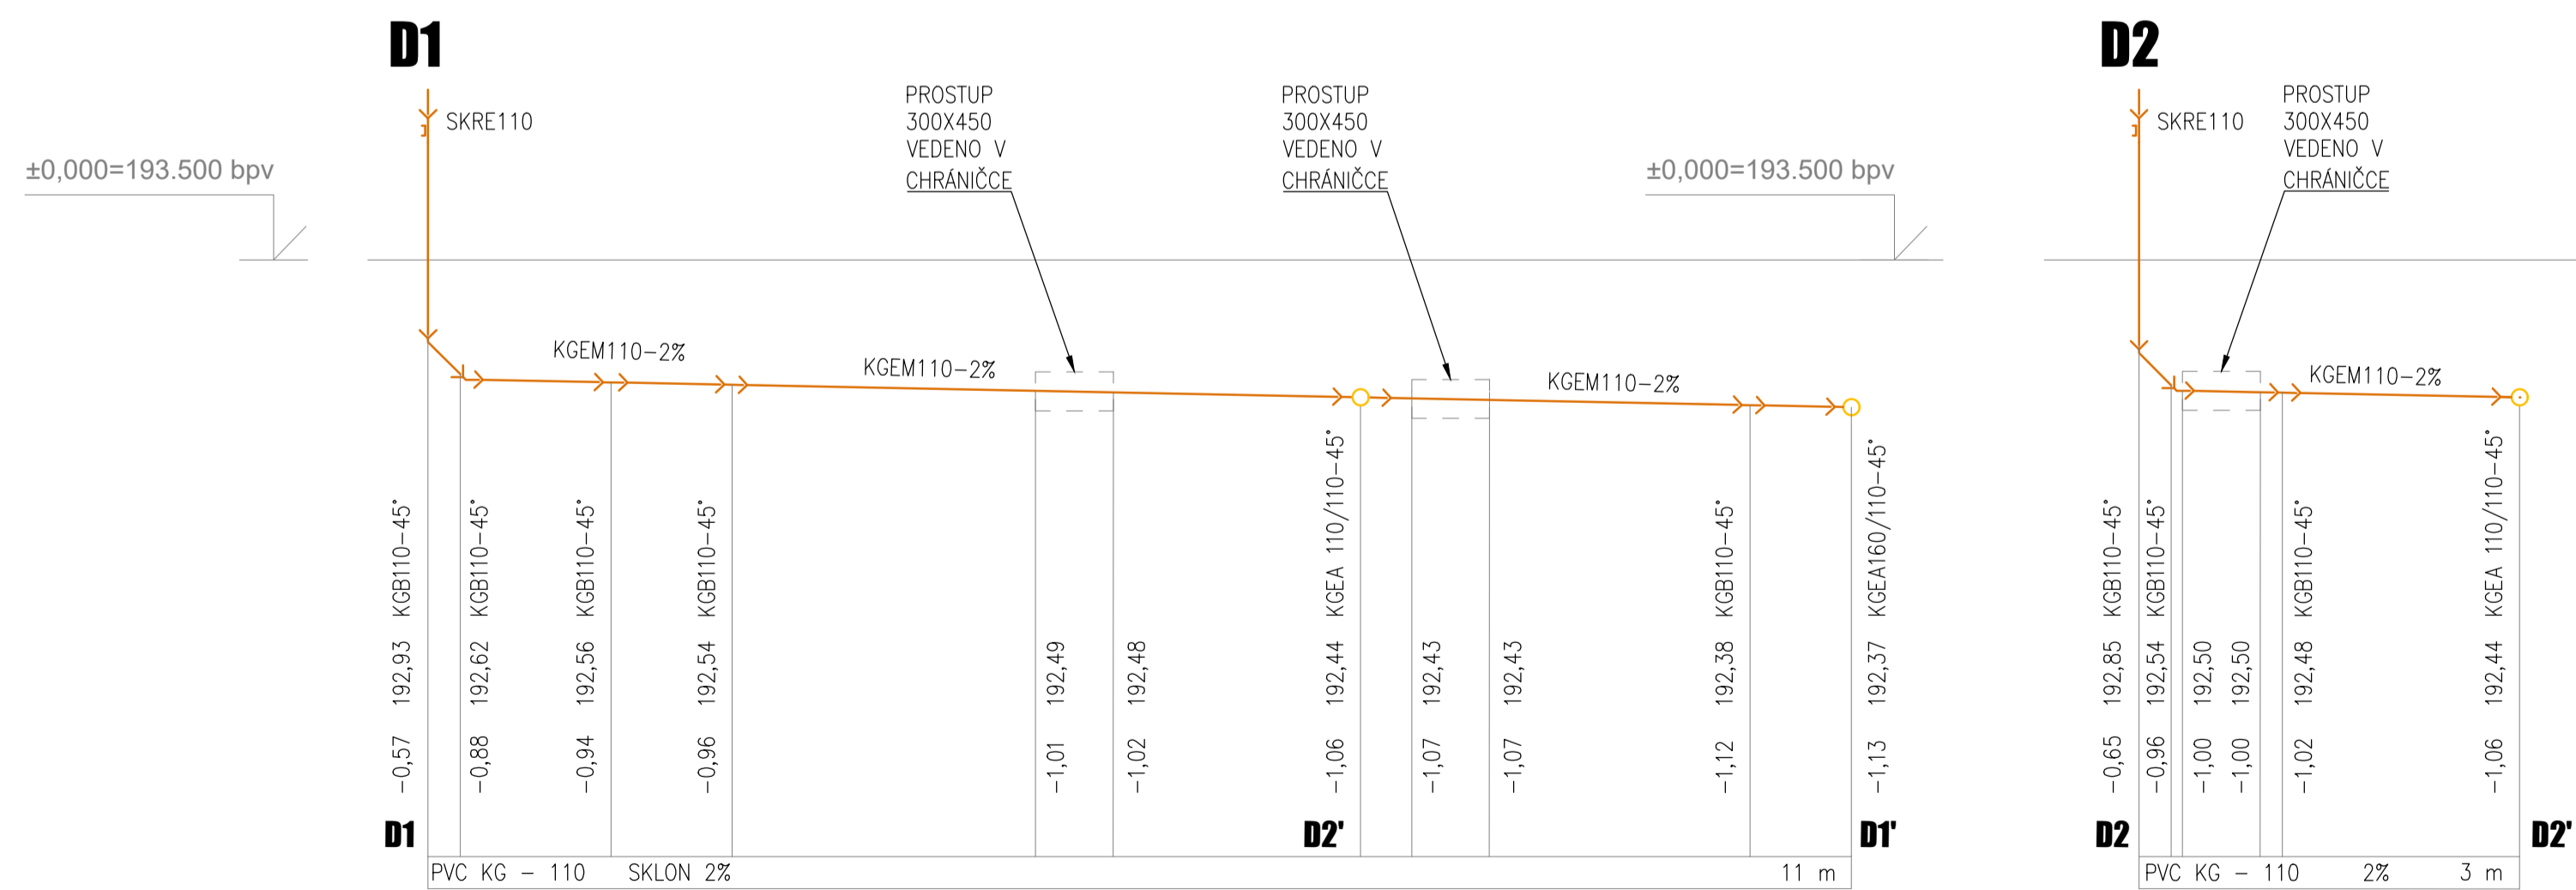 D1
D2
SKRE110
PROSTUP
300X450
VEDENO V
CHRÁNIČCE
PROSTUP
300X450
VEDENO V
CHRÁNIČCE
SKRE110
PROSTUP
300X450
VEDENO V
CHRÁNIČCE
±0,000=193.500 bpv
±0,000=193.500 bpv
KGEM110-2%
KGEM110-2%
KGEM110-2%
KGEM110-2%
-0,57 192,93 KGB110-45°
-0,88 192,62 KGB110-45°
-0,94 192,56 KGB110-45°
-0,96 192,54 KGB110-45°
-1,01 192,49
-1,02 192,48
-1,06 192,44 KGEA 110/110-45°
-1,07 192,43
-1,07 192,43
-1,12 192,38 KGB110-45°
-1,13 192,37 KGEA160/110-45°
-0,65 192,85 KGB110-45°
-0,96 192,54 KGB110-45°
-1,00 192,50
-1,00 192,50
-1,02 192,48 KGB110-45°
-1,06 192,44 KGEA 110/110-45°
D1
D2'
D1'
D2
D2'
PVC KG - 110 SKLON 2% 11 m
PVC KG - 110 2% 3 m